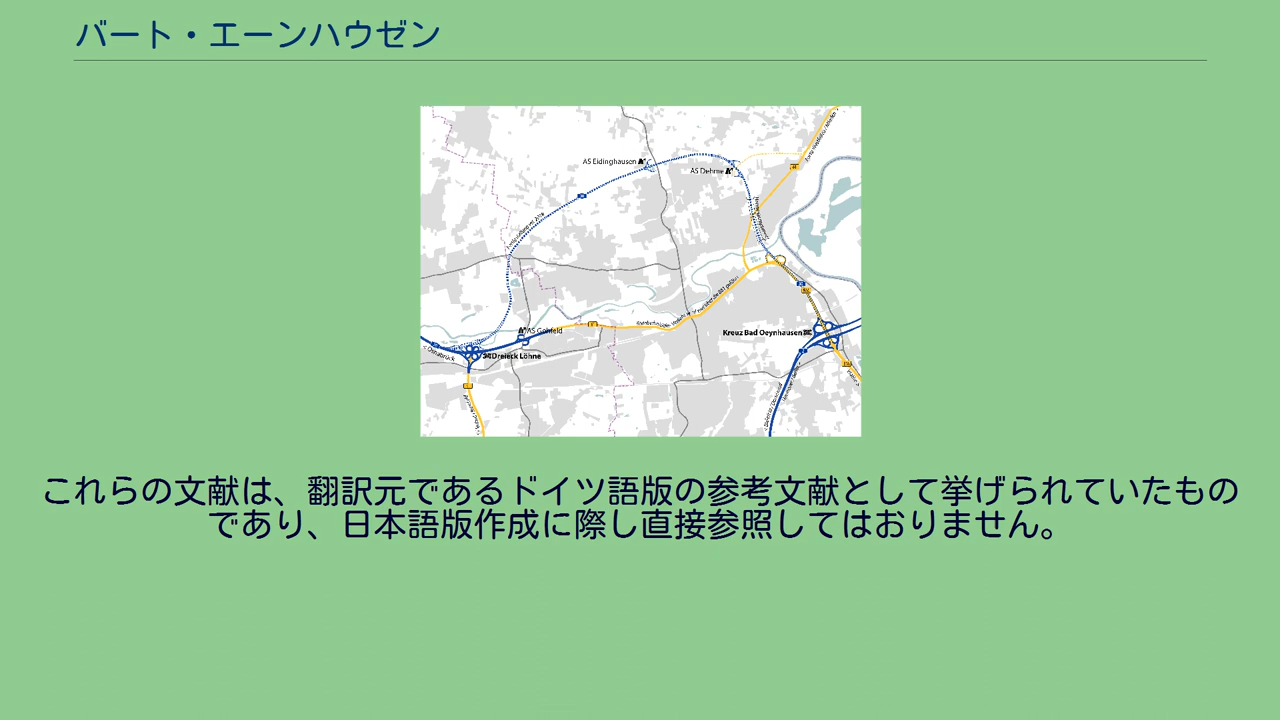 バート・エーンハウゼン
AS Eidinghausen
AS Dehme
AS Gohfeld
Kreuz Bad Oeynhausen
Dreieck Löhne
< Osnabrück
これらの文献は、翻訳元であるドイツ語版の参考文献として挙げられていたもの
であり、日本語版作成に際し直接参照してはおりません。